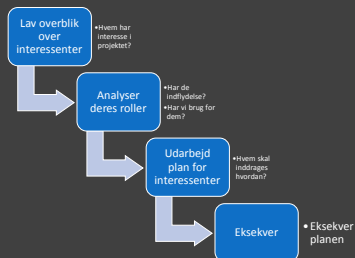 Lav overblik
over
interessenter
•Hvem har
interesse i
projektet?
Analyser
deres roller
•Har de
indflydelse?
•Har vi brug for
dem?
Udarbejd
plan for
interessenter
•Hvem skal
inddrages
hvordan?
Eksekver
•Eksekver
planen